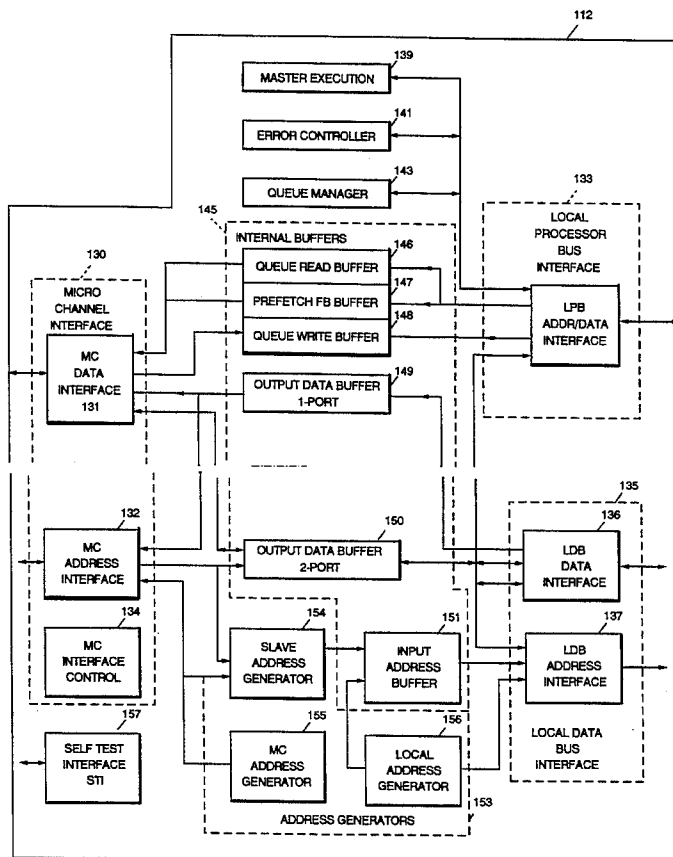 112
139
MASTER EXECUTION
141
ERROR CONTROLLER
143
QUEUE MANAGER
133
145
INTERNAL BUFFERS
LOCAL
PROCESSOR
BUS
INTERFACE
130
MICRO
CHANNEL
INTERFACE
146
QUEUE READ BUFFER
147
PREFETCH FB BUFFER
148
QUEUE WRITE BUFFER
LPB
ADDR/DATA
INTERFACE
MC
DATA
INTERFACE
131
149
OUTPUT DATA BUFFER
1-PORT
135
132
MC
ADDRESS
INTERFACE
150
OUTPUT DATA BUFFER
2-PORT
136
LDB
DATA
INTERFACE
134
MC
INTERFACE
CONTROL
154
SLAVE
ADDRESS
GENERATOR
151
INPUT
ADDRESS
BUFFER
137
LDB
ADDRESS
INTERFACE
157
SELF TEST
INTERFACE
STI
155
MC
ADDRESS
GENERATOR
156
LOCAL
ADDRESS
GENERATOR
LOCAL DATA
BUS
INTERFACE
ADDRESS GENERATORS
153